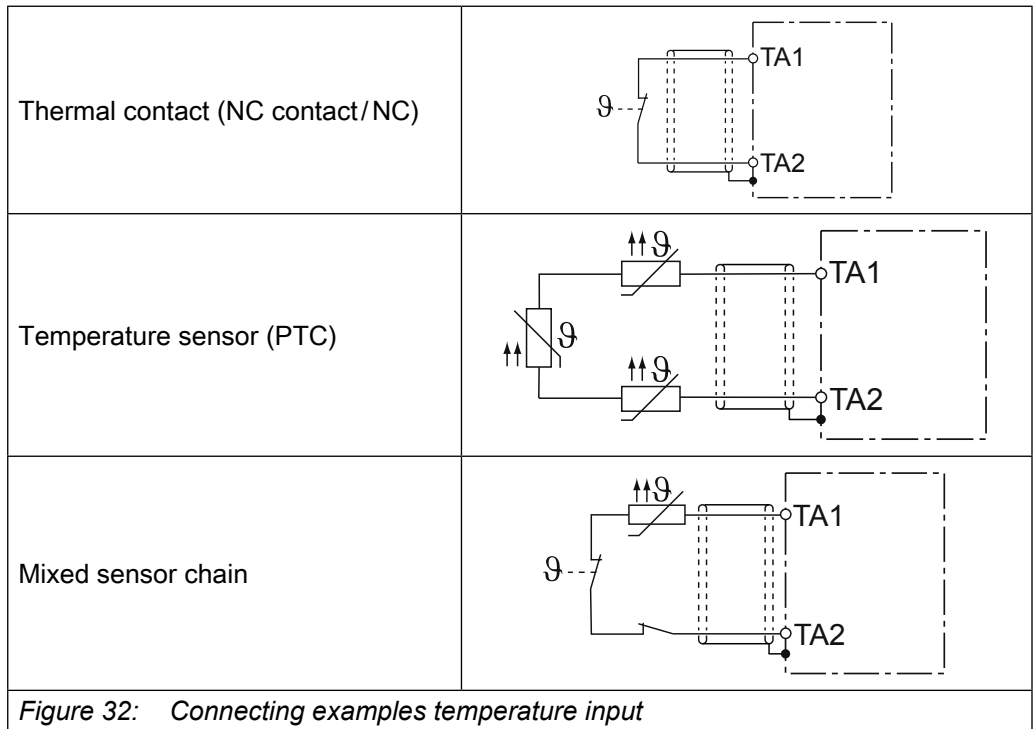 Thermal contact (NC contact/NC)
ϑ
TA1
TA2
Temperature sensor (PTC)
ϑ
TA1
ϑ
ϑ
TA2
Mixed sensor chain
ϑ
TA1
ϑ
TA2
Figure 32: Connecting examples temperature input